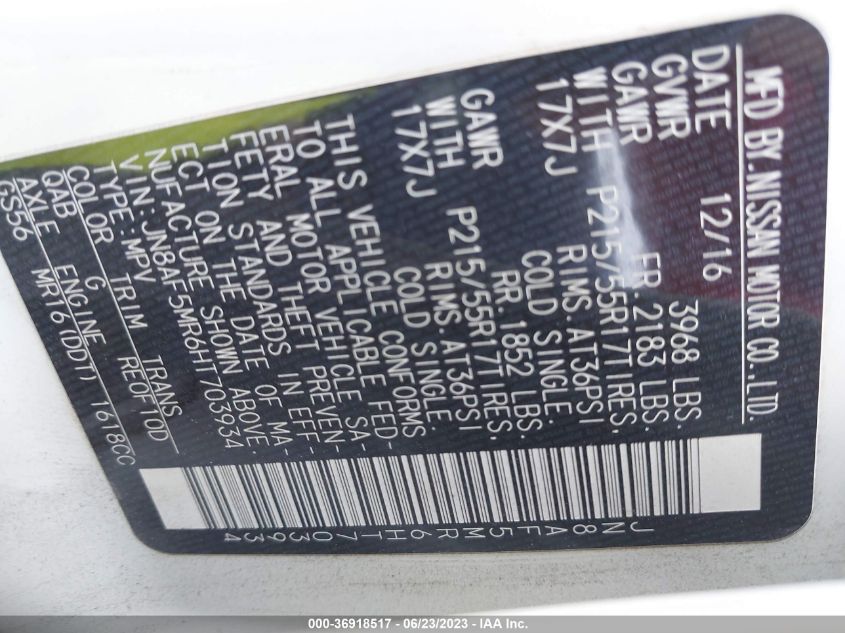 MFD BY.NISSAN MOTOR CO.,LTD.
DATE 12/16
GVWR 3968 LBS.
GAWR FR.2183 LBS.
WITH P215/55R17TIRES,
17X7J RIMS.AT36PSI
COLD SINGLE.
GAWR RR.1852 LBS.
WITH P215/55R17TIRES,
17X7J RIMS.AT36PSI
COLD SINGLE.
THIS VEHICLE CONFORMS
TO ALL APPLICABLE FED-
ERAL MOTOR VEHICLE SA-
FETY AND THEFT PREVEN-
TION STANDARDS IN EFF-
ECT ON THE DATE OF MA-
NUFACTURE SHOWN ABOVE.
VIN:JN8AF5MR6HT703934
TYPE:MPV
COLOR TRIM TRANS
QAB G RE0F10D
AXLE ENGINE
GS56 MR16(DDT) 1618CC
JN8AF5MR6HT703934
000-36918517 - 06/23/2023 - IAA Inc.